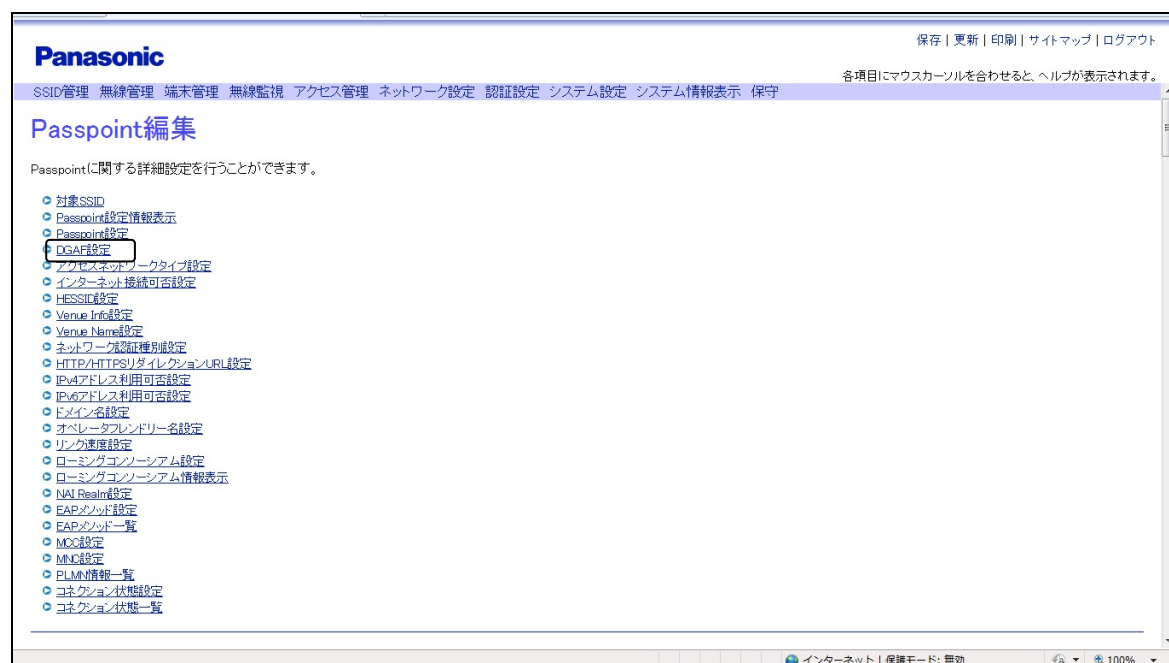 保存 | 更新 | 印刷 | サイトマップ | ログアウト
Panasonic
各項目にマウスカーソルを合わせると、ヘルプが表示されます。
SSID管理 無線管理 端末管理 無線監視 アクセス管理 ネットワーク設定 認証設定 システム設定 システム情報表示 保守
Passpoint編集
Passpointに関する詳細設定を行うことができます。
対象SSID
Passpoint設定情報表示
Passpoint設定
DGAF設定
アクセスネットワークタイプ設定
インターネット接続可否設定
HESSID設定
Venue Info設定
Venue Name設定
ネットワーク認証種別設定
HTTP/HTTPSリダイレクションURL設定
IPv4アドレス利用可否設定
IPv6アドレス利用可否設定
ドメイン名設定
オペレータフレンドリー名設定
リンク速度設定
ローミングコンソーシアム設定
ローミングコンソーシアム情報表示
NAI Realm設定
EAPメソッド設定
EAPメソッド一覧
MCC設定
MNC設定
PLMN情報一覧
コネクション状態設定
コネクション状態一覧
インターネット | 保護モード: 無効 100%